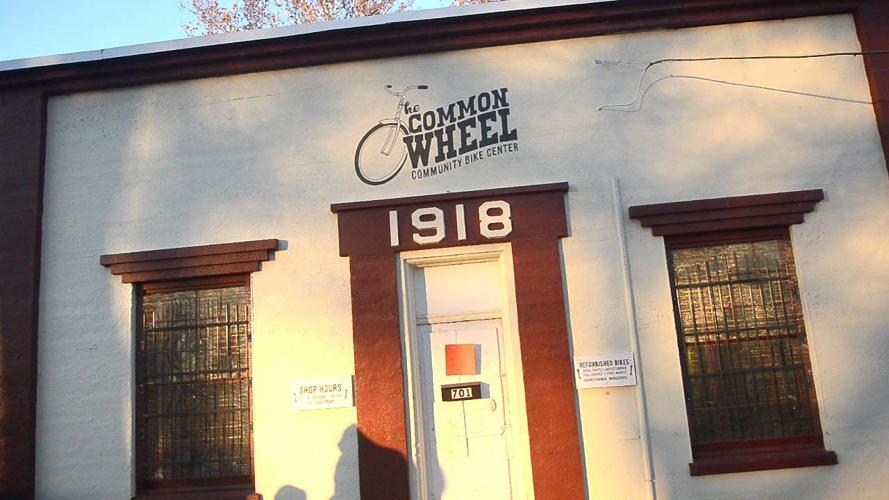 The
COMMON
WHEEL
COMMUNITY BIKE CENTER
1918
701
SHOP HOURS
REFURBISHED BIKES